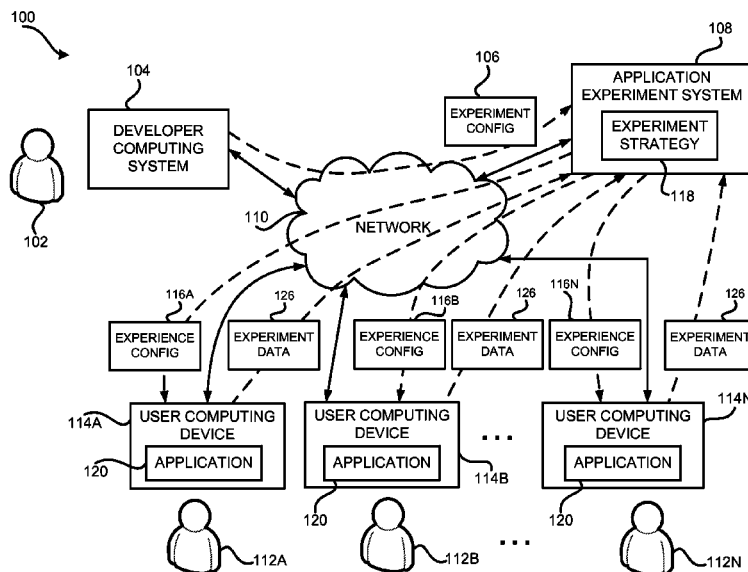 100
104
106
108
DEVELOPER
COMPUTING
SYSTEM
EXPERIMENT
CONFIG
APPLICATION
EXPERIMENT SYSTEM
EXPERIMENT
STRATEGY
118
102
110
NETWORK
116A
126
116B
126
116N
126
EXPERIENCE
CONFIG
EXPERIMENT
DATA
EXPERIENCE
CONFIG
EXPERIMENT
DATA
EXPERIENCE
CONFIG
EXPERIMENT
DATA
114A
USER COMPUTING
DEVICE
120
APPLICATION
USER COMPUTING
DEVICE
APPLICATION
120
114B
...
USER COMPUTING
DEVICE
APPLICATION
120
114N
112A
112B
...
112N